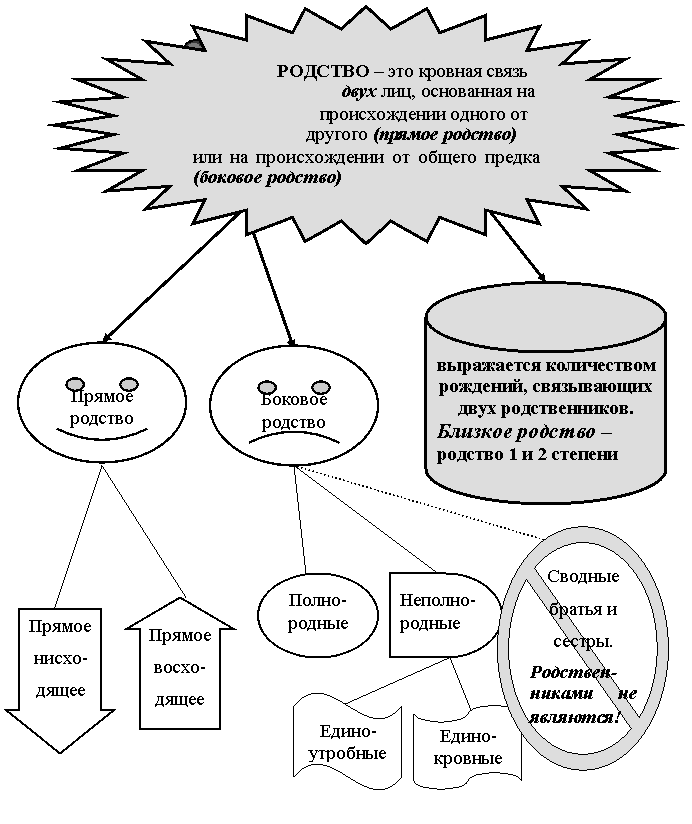 РОДСТВО – это кровная связь
двух лиц, основанная на
происхождении одного от
другого (прямое родство)
или на происхождении от общего предка
(боковое родство)
Прямое
родство
Боковое
родство
выражается количеством
рождений, связывающих
двух родственников.
Близкое родство –
родство 1 и 2 степени
Прямое
нисхо-
дящее
Прямое
восхо-
дящее
Полно-
родные
Неполно-
родные
Сводные
братья и
сестры.
Родствен-
никами не
являются!
Едино-
утробные
Едино-
кровные